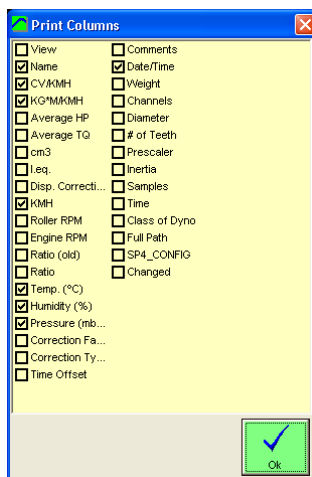 Print Columns
View
Name
CV/KMH
KG*M/KMH
Average HP
Average TQ
cm3
I.eq.
Disp. Correcti...
KMH
Roller RPM
Engine RPM
Ratio (old)
Ratio
Temp. (°C)
Humidity (%)
Pressure (mb...
Correction Fa...
Correction Ty...
Time Offset
Comments
Date/Time
Weight
Channels
Diameter
# of Teeth
Prescaler
Inertia
Samples
Time
Class of Dyno
Full Path
SP4_CONFIG
Changed
Ok